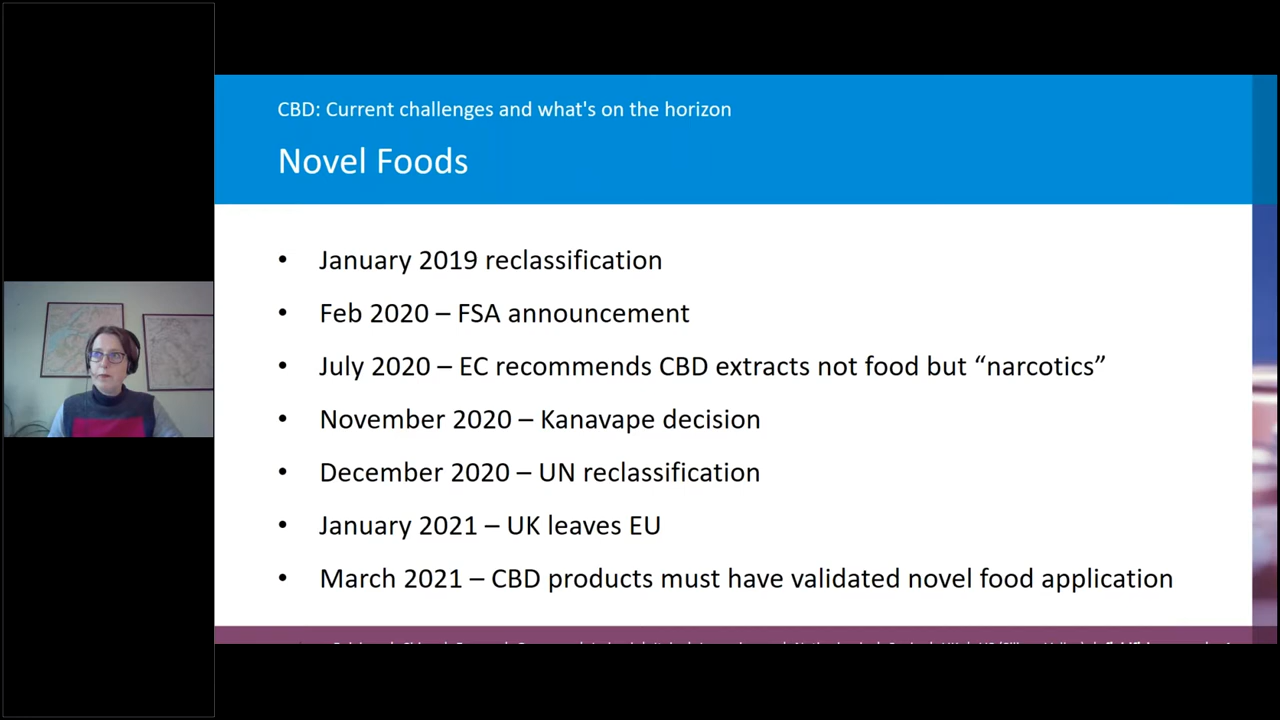 CBD: Current challenges and what's on the horizon
Novel Foods
• January 2019 reclassification
• Feb 2020 – FSA announcement
• July 2020 – EC recommends CBD extracts not food but “narcotics”
• November 2020 – Kanavape decision
• December 2020 – UN reclassification
• January 2021 – UK leaves EU
• March 2021 – CBD products must have validated novel food application